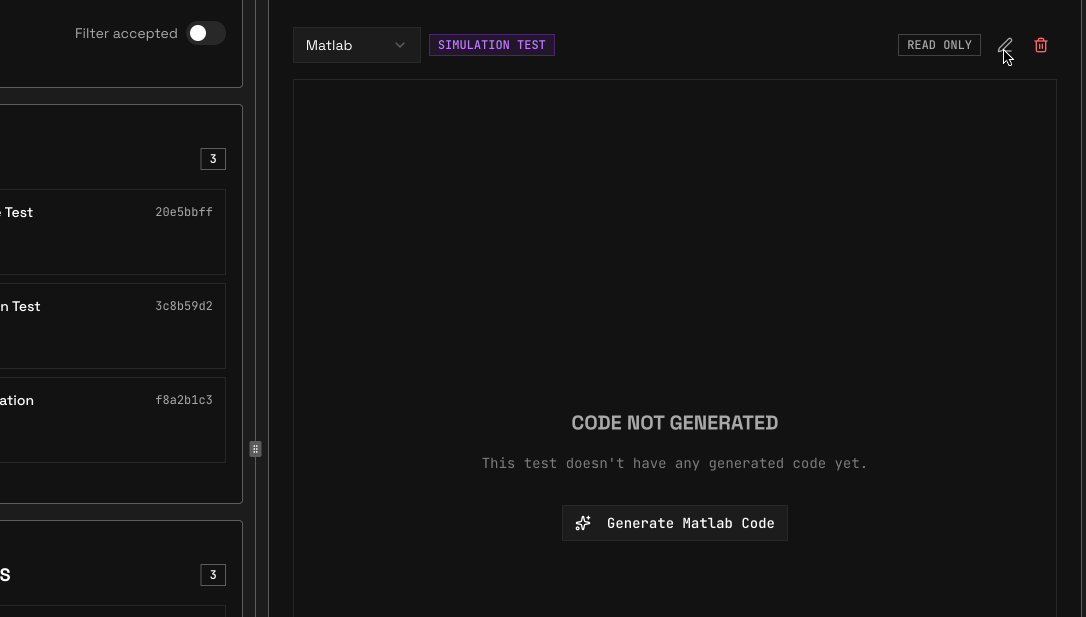 Filter accepted
Matlab
SIMULATION TEST
READ ONLY
3
Test
20e5bbff
n Test
3c8b59d2
ation
f8a2b1c3
CODE NOT GENERATED
This test doesn't have any generated code yet.
Generate Matlab Code
S
3